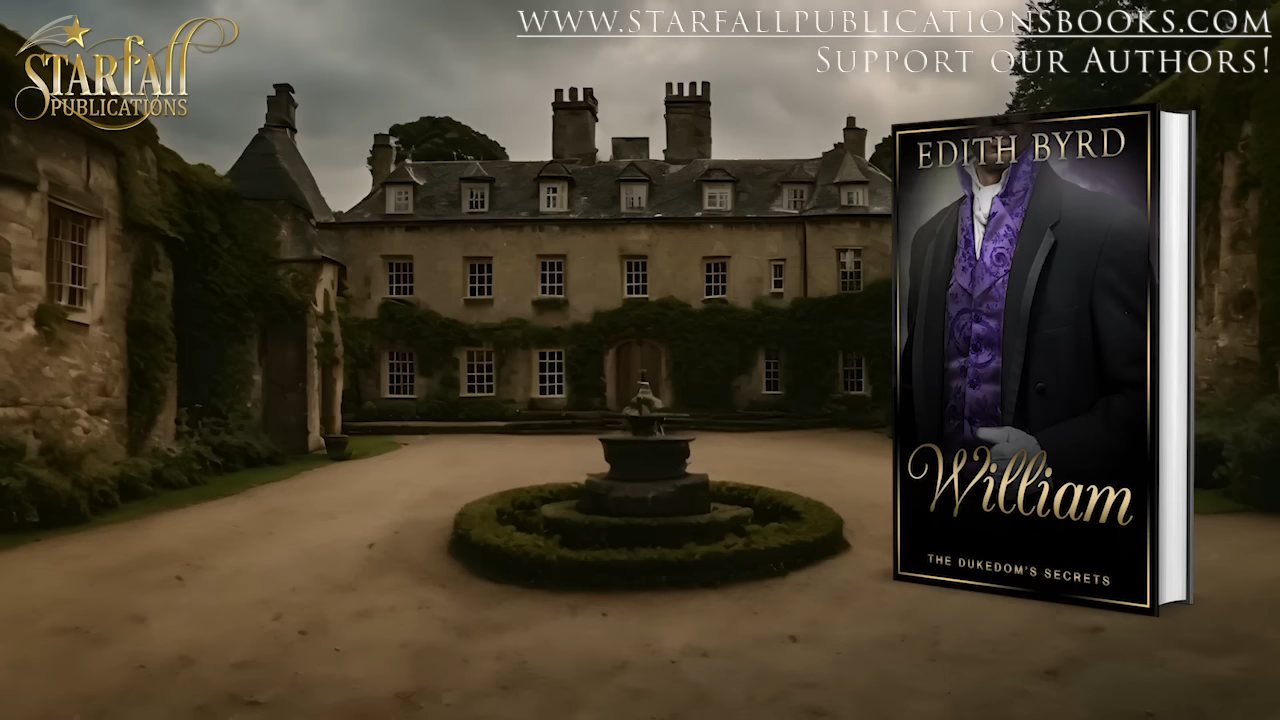 Starfall
PUBLICATIONS
WWW.STARFALLPUBLICATIONSBOOKS.COM
SUPPORT OUR AUTHORS!
EDITH BYRD
William
THE DUKEDOM'S SECRETS